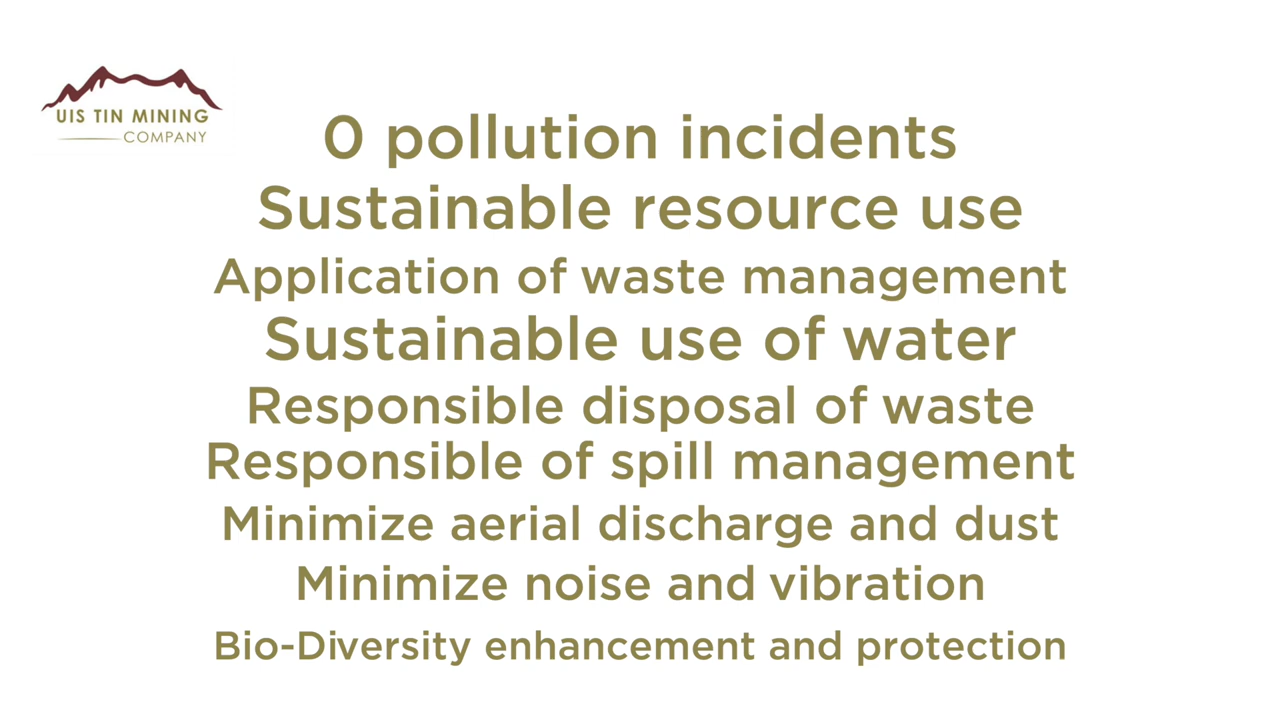 UIS TIN MINING
COMPANY
0 pollution incidents
Sustainable resource use
Application of waste management
Sustainable use of water
Responsible disposal of waste
Responsible of spill management
Minimize aerial discharge and dust
Minimize noise and vibration
Bio-Diversity enhancement and protection